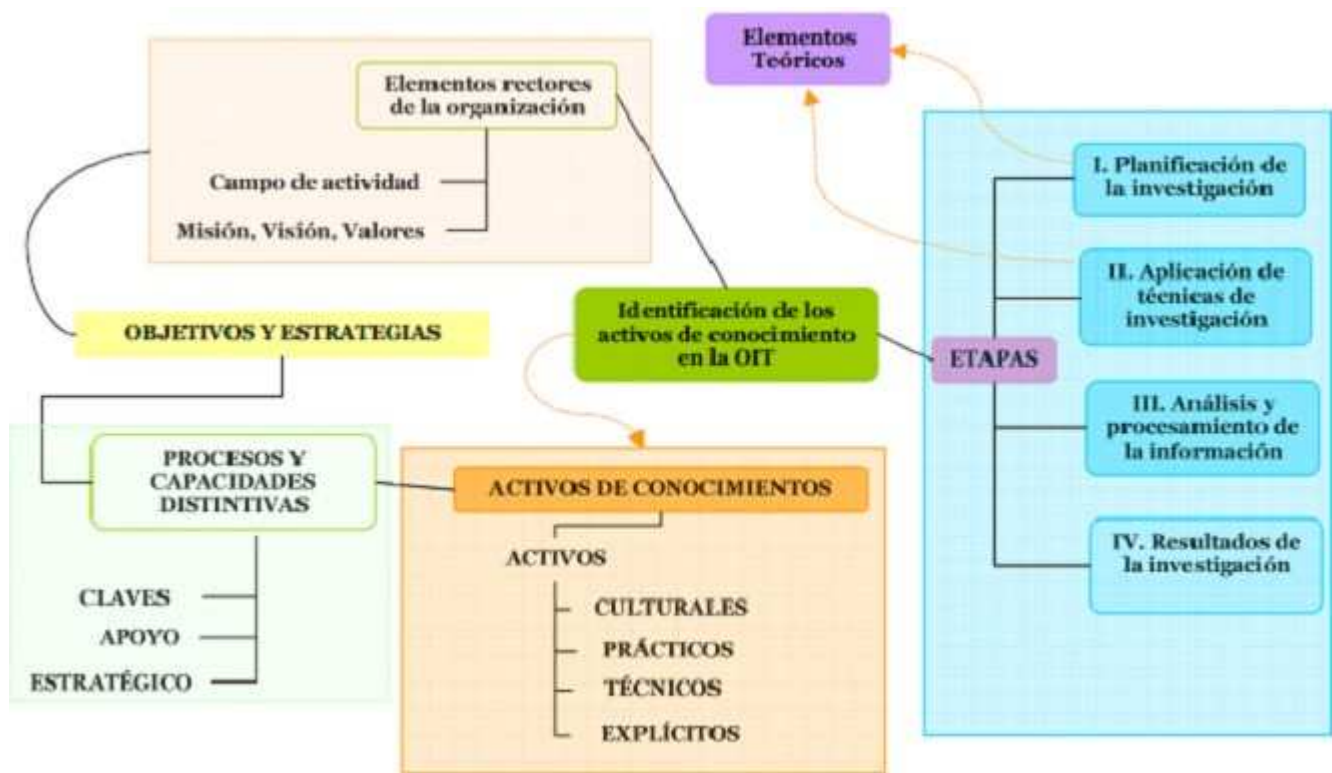 Elementos
Teóricos
Elementos rectores
de la organización
Campo de actividad
Misión, Visión, Valores
OBJETIVOS Y ESTRATEGIAS
Identificación de los
activos de conocimiento
en la OIT
ETAPAS
I. Planificación de
la investigación
II. Aplicación de
técnicas de
investigación
III. Análisis y
procesamiento de
la información
IV. Resultados de
la investigación
PROCESOS Y
CAPACIDADES
DISTINTIVAS
CLAVES
APOYO
ESTRATÉGICO
ACTIVOS DE CONOCIMIENTOS
ACTIVOS
CULTURALES
PRÁCTICOS
TÉCNICOS
EXPLÍCITOS